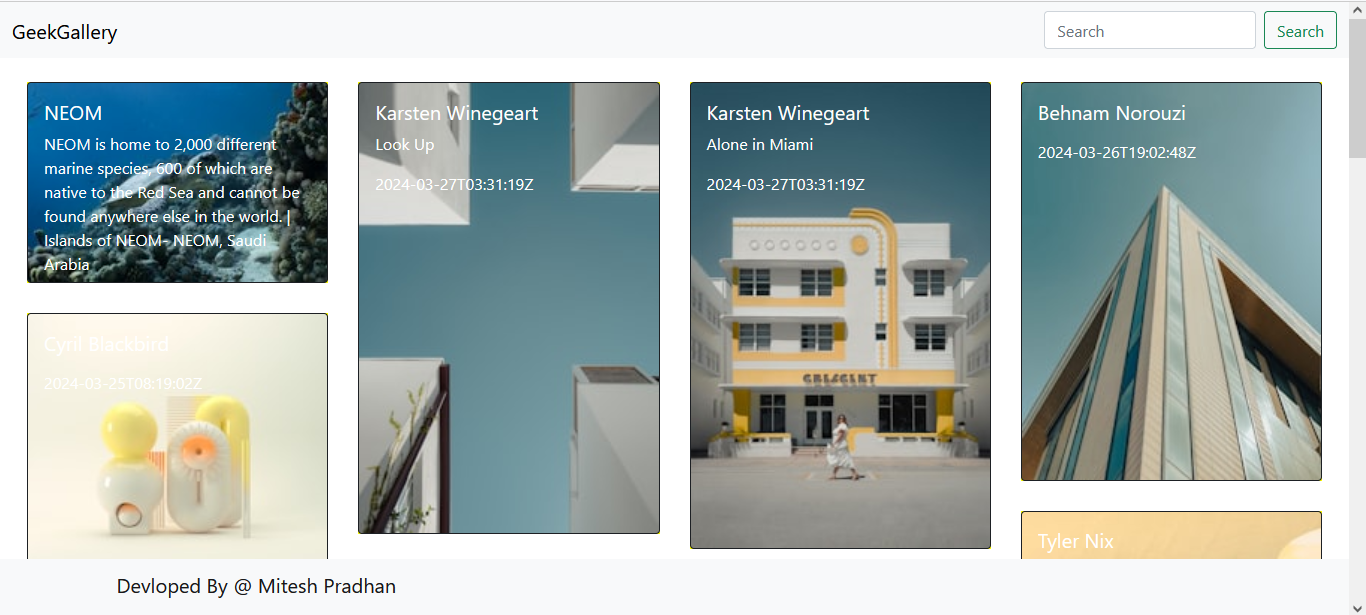 GeekGallery
Search
Search
NEOM
NEOM is home to 2,000 different
marine species, 600 of which are
native to the Red Sea and cannot be
found anywhere else in the world. |
Islands of NEOM- NEOM, Saudi
Arabia
Karsten Winegeart
Look Up
2024-03-27T03:31:19Z
Karsten Winegeart
Alone in Miami
2024-03-27T03:31:19Z
CRESCENT
Behnam Norouzi
2024-03-26T19:02:48Z
Cyril Blackbird
2024-03-25T08:19:02Z
Tyler Nix
Devloped By @ Mitesh Pradhan